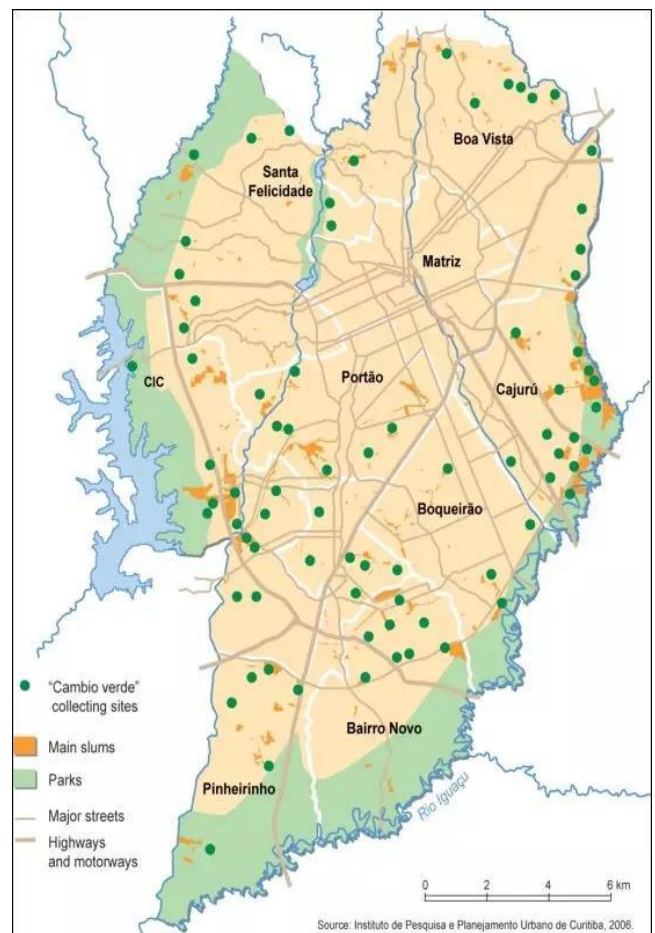 Boa Vista
Santa
Felicidade
Matriz
CIC
Portão
Cajurú
Boqueirão
"Cambio verde"
collecting sites
Main slums
Parks
Major streets
Highways
and motorways
Bairro Novo
Pinheirinho
Rio Iguaçu
0 2 4 6 km
Source: Instituto de Pesquisa e Planejamento Urbano de Curitiba, 2006.